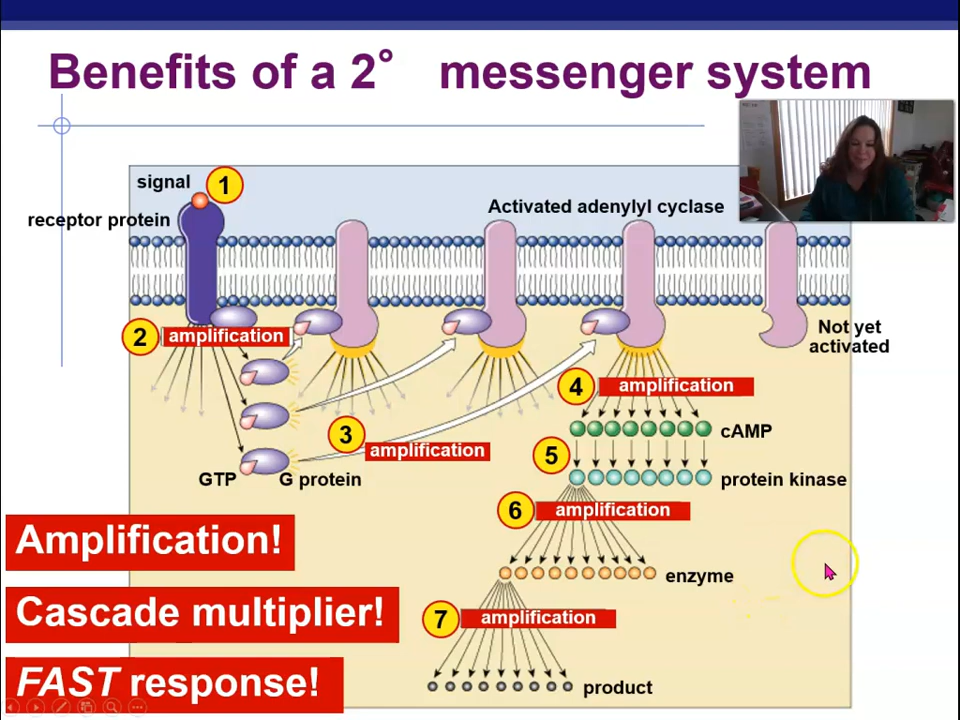 Benefits of a 2° messenger system
signal
1
receptor protein
Activated adenylyl cyclase
2
amplification
Not yet
activated
4
amplification
3
amplification
cAMP
5
GTP
G protein
protein kinase
6
amplification
Amplification!
enzyme
Cascade multiplier!
7
amplification
FAST response!
product